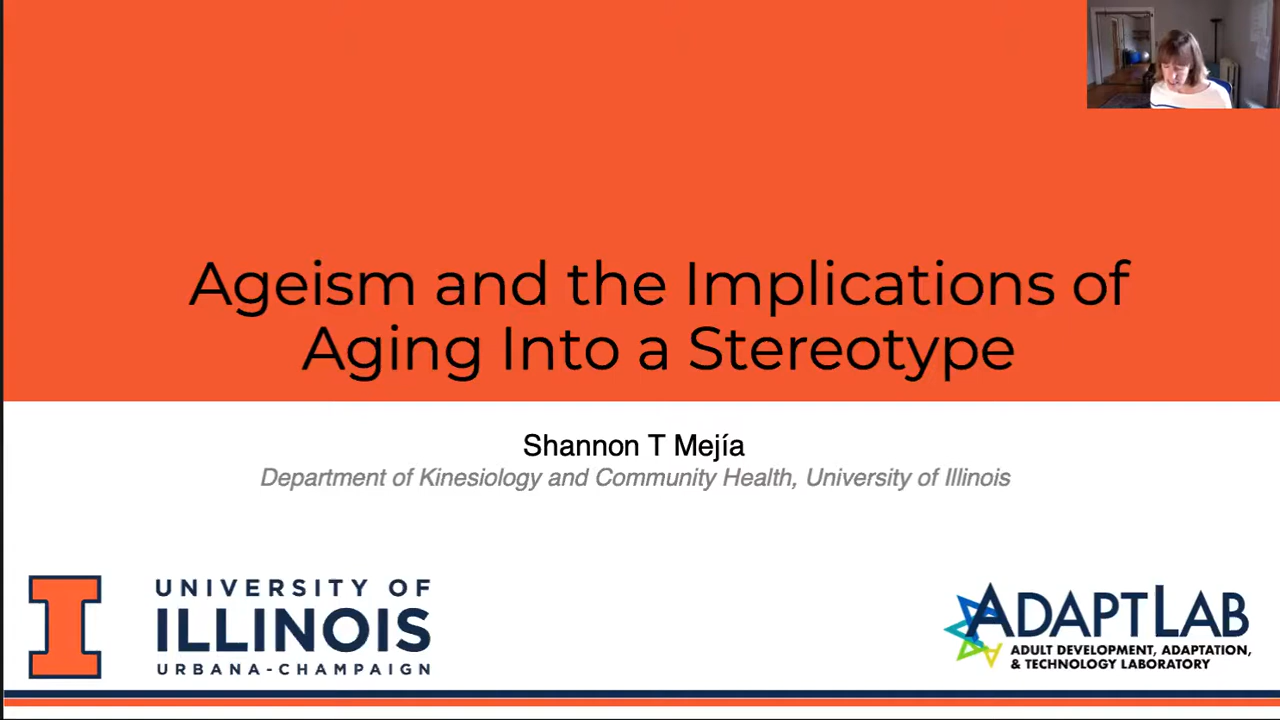 Ageism and the Implications of
Aging Into a Stereotype
Shannon T Mejía
Department of Kinesiology and Community Health, University of Illinois
I
UNIVERSITY OF
ILLINOIS
URBANA-CHAMPAIGN
ADAPTLAB
ADULT DEVELOPMENT, ADAPTATION,
& TECHNOLOGY LABORATORY